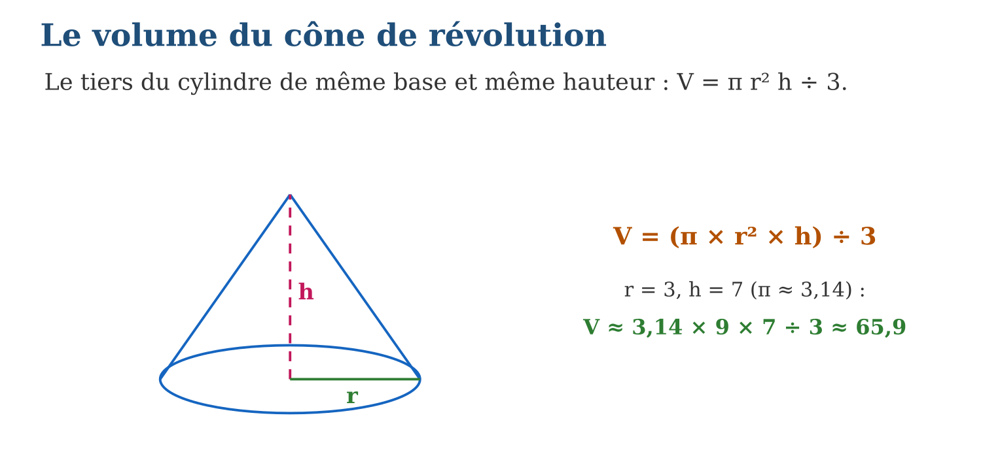 Le volume du cône de révolution
Le tiers du cylindre de même base et même hauteur : V = π r² h ÷ 3.
V = (π × r² × h) ÷ 3
h
r = 3, h = 7 (π ≈ 3,14) :
V ≈ 3,14 × 9 × 7 ÷ 3 ≈ 65,9
r